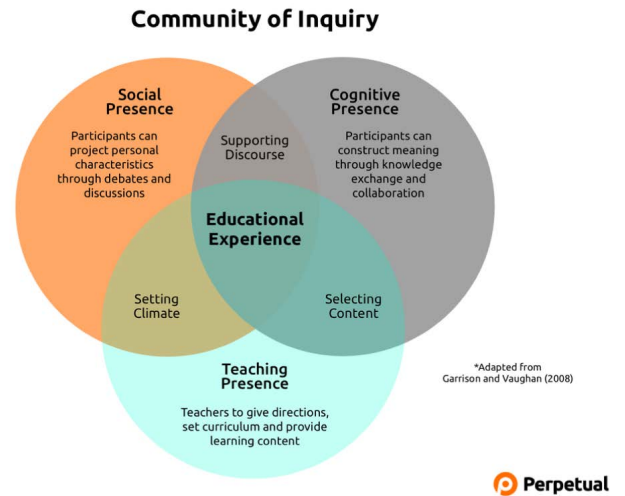 Community of Inquiry
Social
Presence
Participants can
project personal
characteristics
through debates and
discussions
Supporting
Discourse
Cognitive
Presence
Participants can
construct meaning
through knowledge
exchange and
collaboration
Educational
Experience
Setting
Climate
Selecting
Content
Teaching
Presence
Teachers to give directions,
set curriculum and provide
learning content
*Adapted from
Garrison and Vaughan (2008)
Perpetual